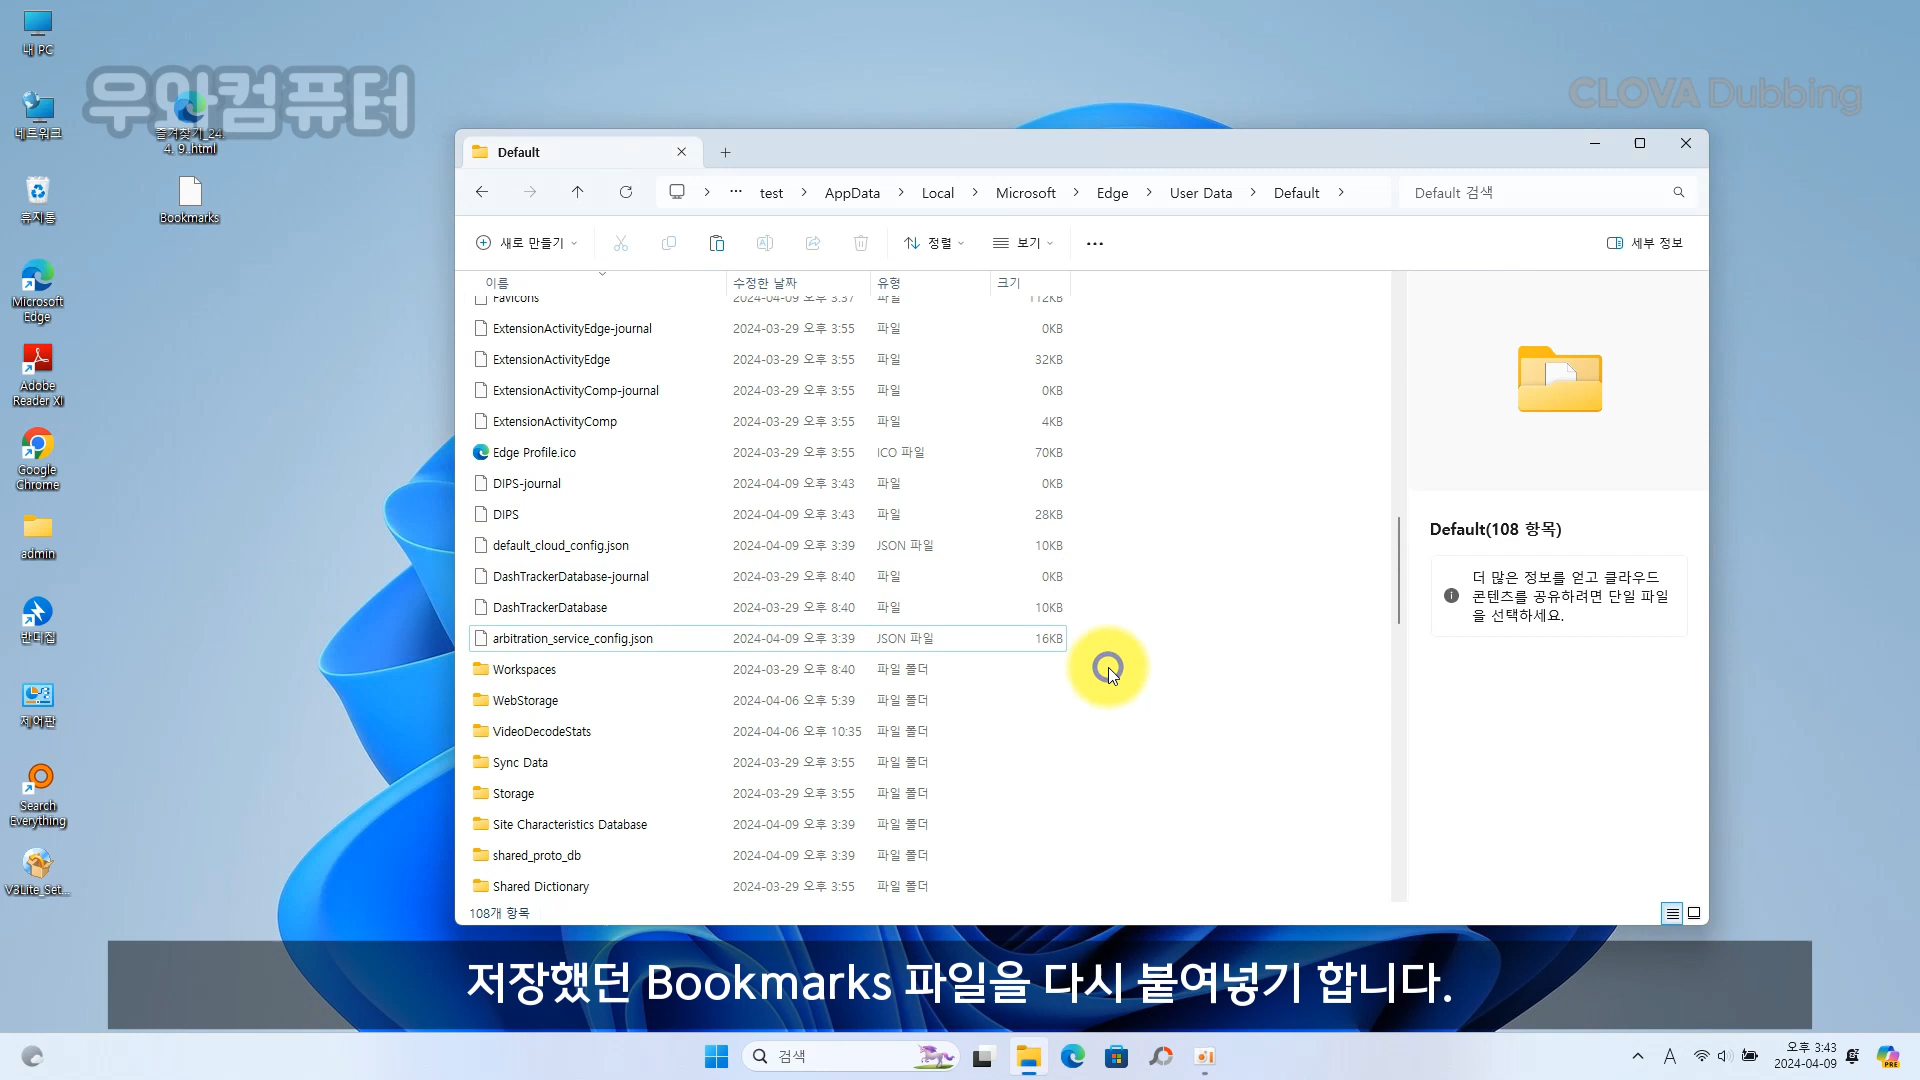 내 PC
네트워크
휴지통
Microsoft
Edge
Adobe
Reader XI
Google
Chrome
admin
반디집
제어판
Search
Everything
V3Lite_Set...
우와컴퓨터
즐겨찾기_24.
4. 9..html
Bookmarks
CLOVA Dubbing
Default
test
AppData
Local
Microsoft
Edge
User Data
Default
Default 검색
새로 만들기
정렬
보기
세부 정보
이름 수정한 날짜 유형 크기
Favicons 2024-04-09 오후 3:37 파일 112KB
ExtensionActivityEdge-journal 2024-03-29 오후 3:55 파일 0KB
ExtensionActivityEdge 2024-03-29 오후 3:55 파일 32KB
ExtensionActivityComp-journal 2024-03-29 오후 3:55 파일 0KB
ExtensionActivityComp 2024-03-29 오후 3:55 파일 4KB
Edge Profile.ico 2024-03-29 오후 3:55 ICO 파일 70KB
DIPS-journal 2024-04-09 오후 3:43 파일 0KB
DIPS 2024-04-09 오후 3:43 파일 28KB
default_cloud_config.json 2024-04-09 오후 3:39 JSON 파일 10KB
DashTrackerDatabase-journal 2024-03-29 오후 8:40 파일 0KB
DashTrackerDatabase 2024-03-29 오후 8:40 파일 10KB
arbitration_service_config.json 2024-04-09 오후 3:39 JSON 파일 16KB
Workspaces 2024-03-29 오후 8:40 파일 폴더
WebStorage 2024-04-06 오후 5:39 파일 폴더
VideoDecodeStats 2024-04-06 오후 10:35 파일 폴더
Sync Data 2024-03-29 오후 3:55 파일 폴더
Storage 2024-03-29 오후 3:55 파일 폴더
Site Characteristics Database 2024-04-09 오후 3:39 파일 폴더
shared_proto_db 2024-04-09 오후 3:39 파일 폴더
Shared Dictionary 2024-03-29 오후 3:55 파일 폴더
108개 항목
Default(108 항목)
더 많은 정보를 얻고 클라우드
콘텐츠를 공유하려면 단일 파일
을 선택하세요.
저장했던 Bookmarks 파일을 다시 붙여넣기 합니다.
검색
A
오후 3:43
2024-04-09
PRE